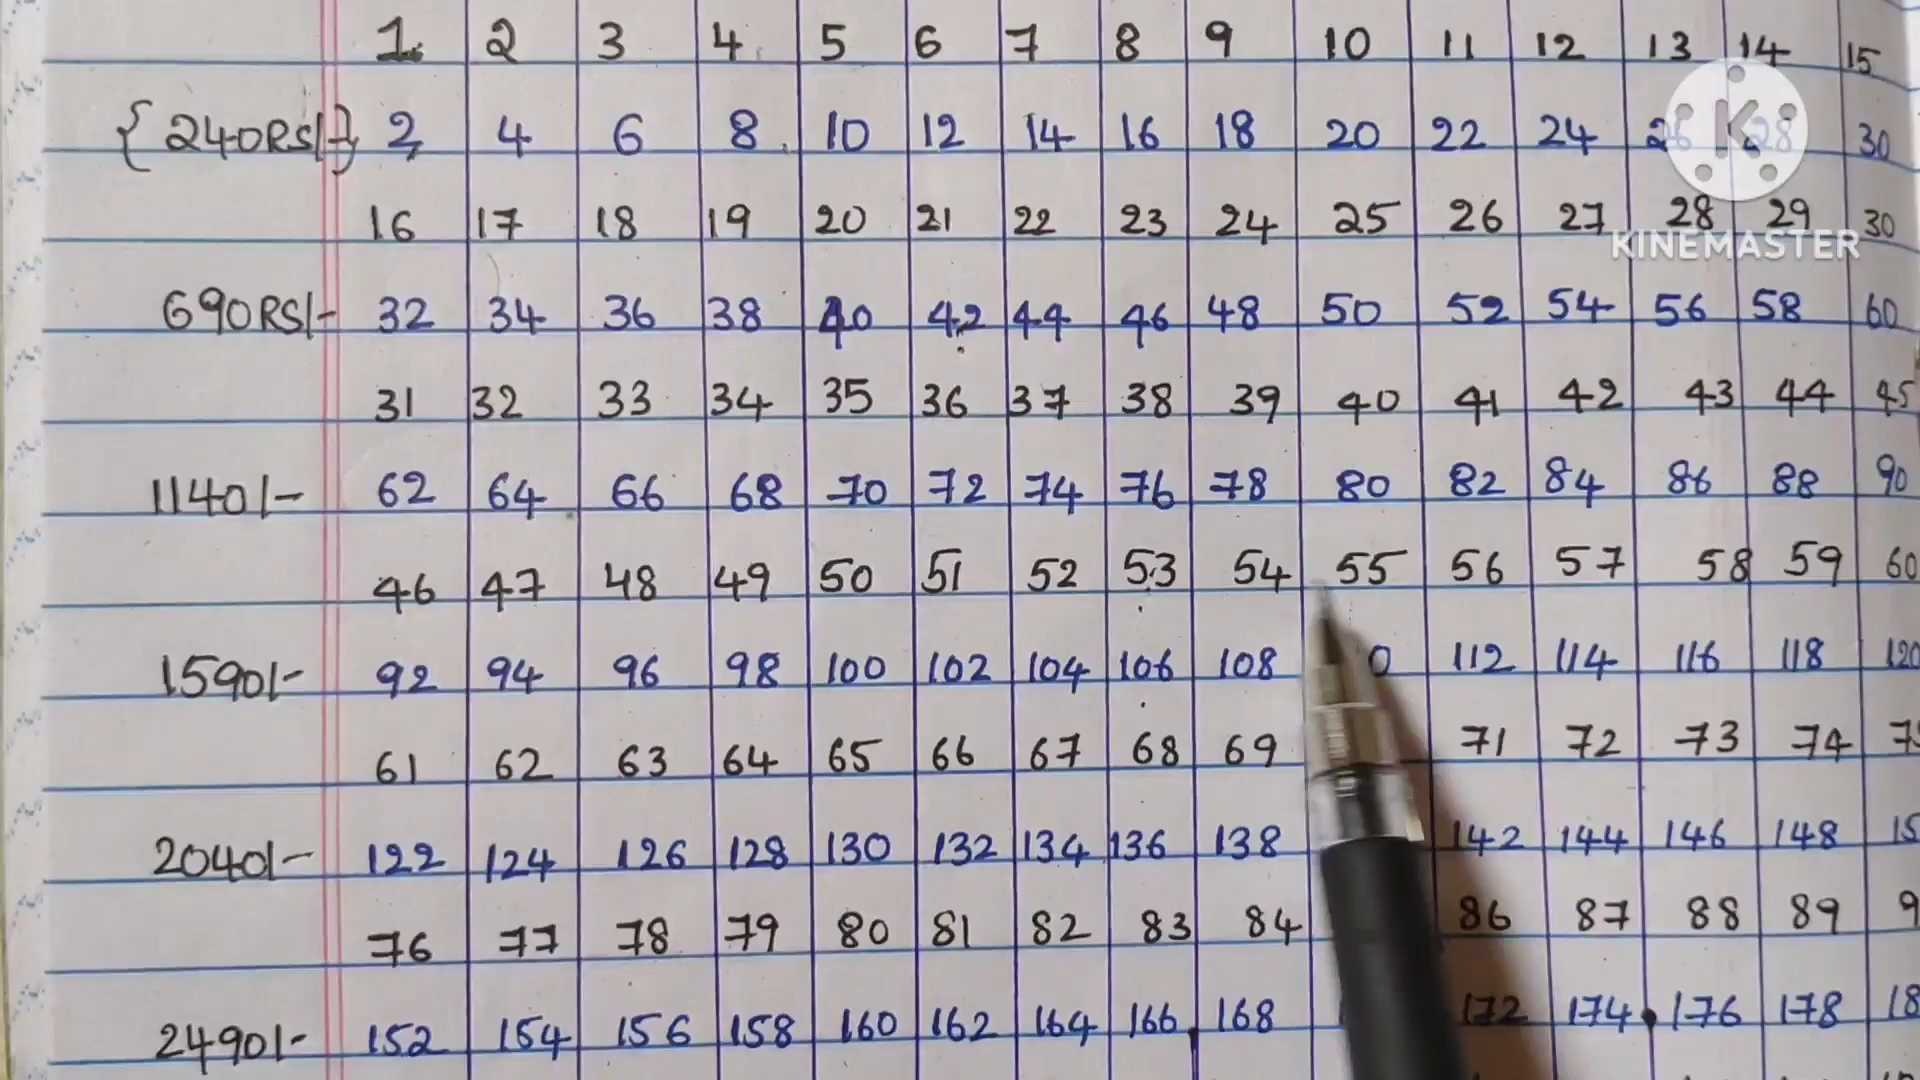 1 2 3 4 5 6 7 8 9 10 11 12 13 14 15
{240RS/-} 2 4 6 8 10 12 14 16 18 20 22 24 26 28 30
16 17 18 19 20 21 22 23 24 25 26 27 28 29 30
KINEMASTER
690RS/- 32 34 36 38 40 42 44 46 48 50 52 54 56 58 60
31 32 33 34 35 36 37 38 39 40 41 42 43 44 45
1140/- 62 64 66 68 70 72 74 76 78 80 82 84 86 88 90
46 47 48 49 50 51 52 53 54 55 56 57 58 59 60
1590/- 92 94 96 98 100 102 104 106 108 112 114 116 118 120
61 62 63 64 65 66 67 68 69 71 72 73 74
2040/- 122 124 126 128 130 132 134 136 138 142 144 146 148
76 77 78 79 80 81 82 83 84 86 87 88 89
2490/- 152 154 156 158 160 162 164 166 168 172 174 176 178